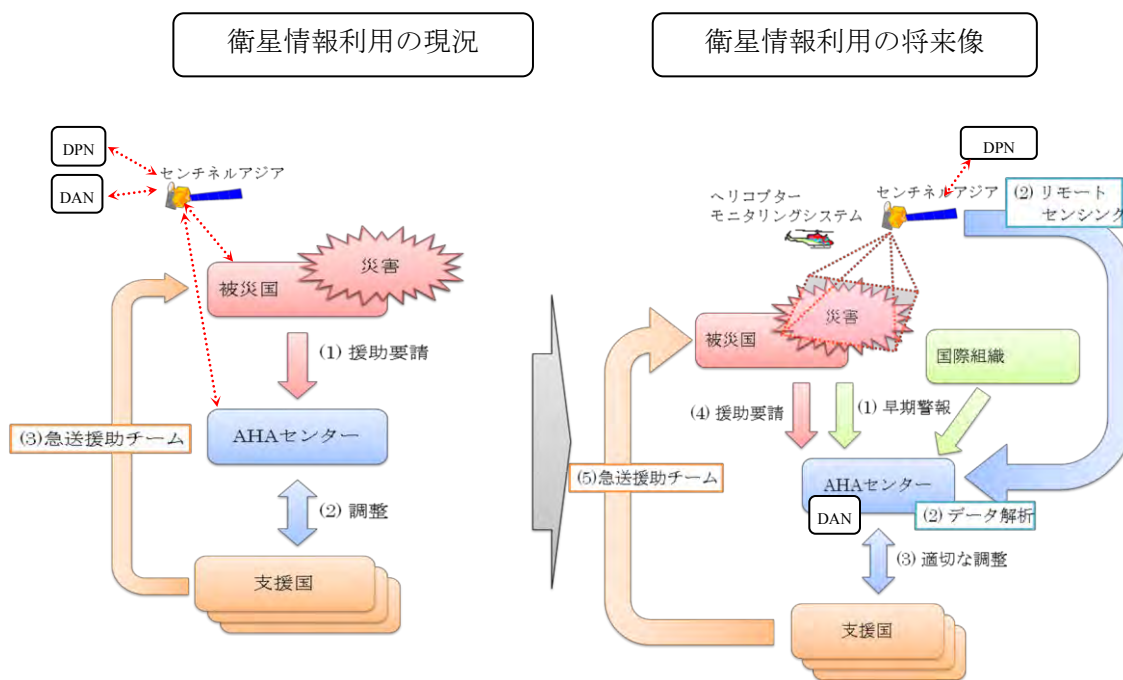 衛星情報利用の現況
DPN
DAN
センチネルアジア
災害
被災国
(1) 援助要請
AHAセンター
(3)急送援助チーム
(2) 調整
支援国
衛星情報利用の将来像
DPN
センチネルアジア
(2) リモート
センシング
ヘリコプター
モニタリングシステム
災害
被災国
国際組織
(4) 援助要請
(1) 早期警報
(5)急送援助チーム
AHAセンター
DAN
(2) データ解析
(3) 適切な調整
支援国